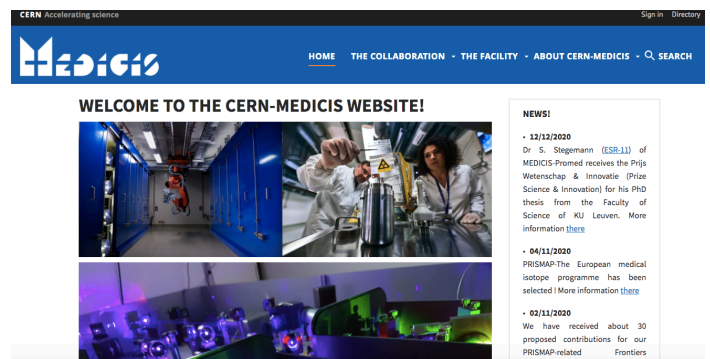 CERN Accelerating science
Sign in Directory
MEDICIS
HOME THE COLLABORATION THE FACILITY ABOUT CERN-MEDICIS SEARCH
WELCOME TO THE CERN-MEDICIS WEBSITE!
NEWS!
• 12/12/2020
Dr S. Stegemann (ESR-11) of
MEDICIS-Promed receives the Prijs
Wetenschap & Innovatie (Prize
Science & Innovation) for his PhD
thesis from the Faculty of
Science of KU Leuven. More
information there
• 04/11/2020
PRISMAP-The European medical
isotope programme has been
selected ! More information there
• 02/11/2020
We have received about 30
proposed contributions for our
PRISMAP-related Frontiers